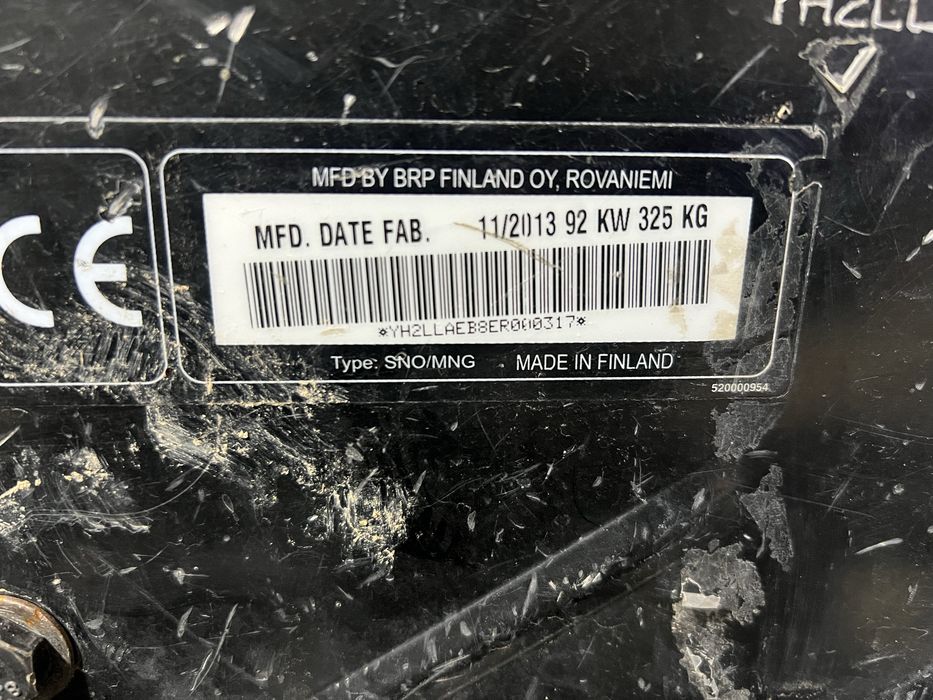 YH2LL
MFD BY BRP FINLAND OY, ROVANIEMI
MFD. DATE FAB. 11/2013 92 KW 325 KG
*YH2LLAEB8ER000317*
Type: SNO/MNG MADE IN FINLAND
520000954
CE